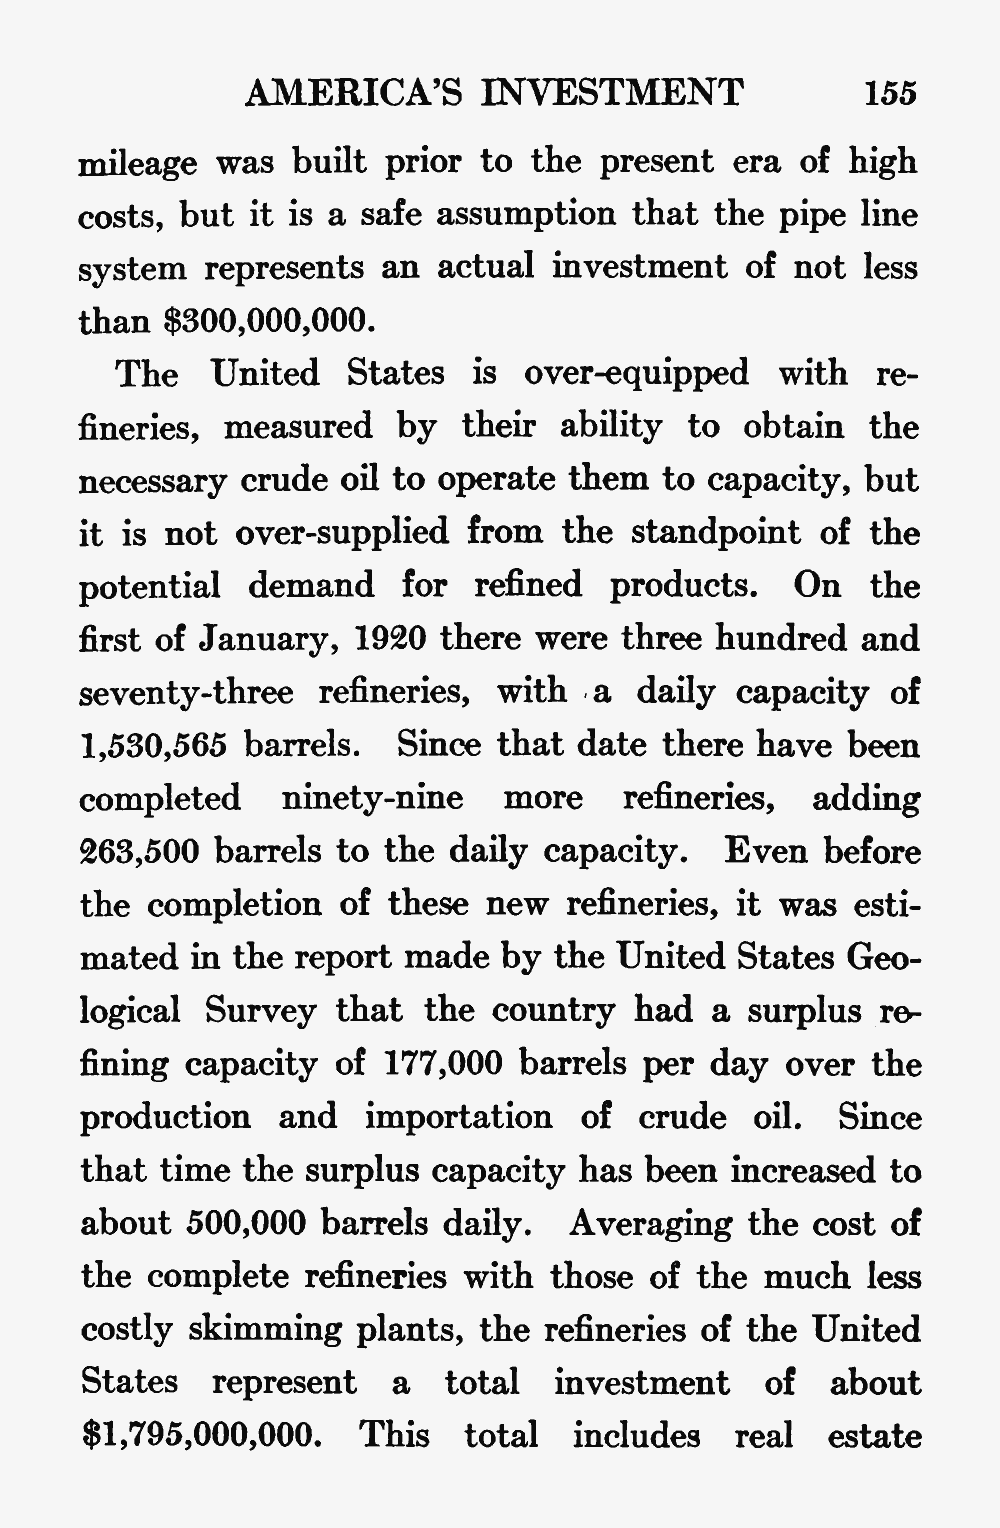 AMERICA'S INVESTMENT 155
mileage was built prior to the present era of high
costs, but it is a safe assumption that the pipe line
system represents an actual investment of not less
than $300,000,000.
The United States is over-equipped with re-
fineries, measured by their ability to obtain the
necessary crude oil to operate them to capacity, but
it is not over-supplied from the standpoint of the
potential demand for refined products. On the
first of January, 1920 there were three hundred and
seventy-three refineries, with a daily capacity of
1,530,565 barrels. Since that date there have been
completed ninety-nine more refineries, adding
263,500 barrels to the daily capacity. Even before
the completion of these new refineries, it was esti-
mated in the report made by the United States Geo-
logical Survey that the country had a surplus re-
fining capacity of 177,000 barrels per day over the
production and importation of crude oil. Since
that time the surplus capacity has been increased to
about 500,000 barrels daily. Averaging the cost of
the complete refineries with those of the much less
costly skimming plants, the refineries of the United
States represent a total investment of about
$1,795,000,000. This total includes real estate